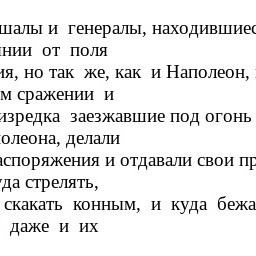 шалы и генералы, находившиес
янии от поля
ия, но так же, как и Наполеон,
м сражении и
изредка заезжавшие под огонь
олеона, делали
аспоряжения и отдавали свои пр
уда стрелять,
скакать конным, и куда бежа
даже и их